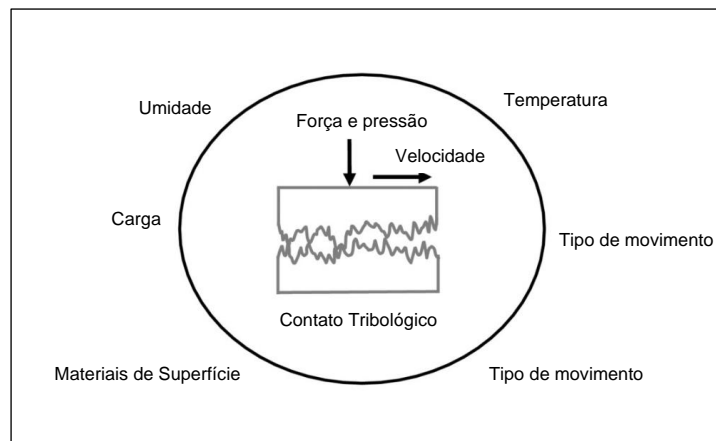 Umidade
Temperatura
Força e pressão
Velocidade
Carga
Tipo de movimento
Contato Tribológico
Materiais de Superfície
Tipo de movimento